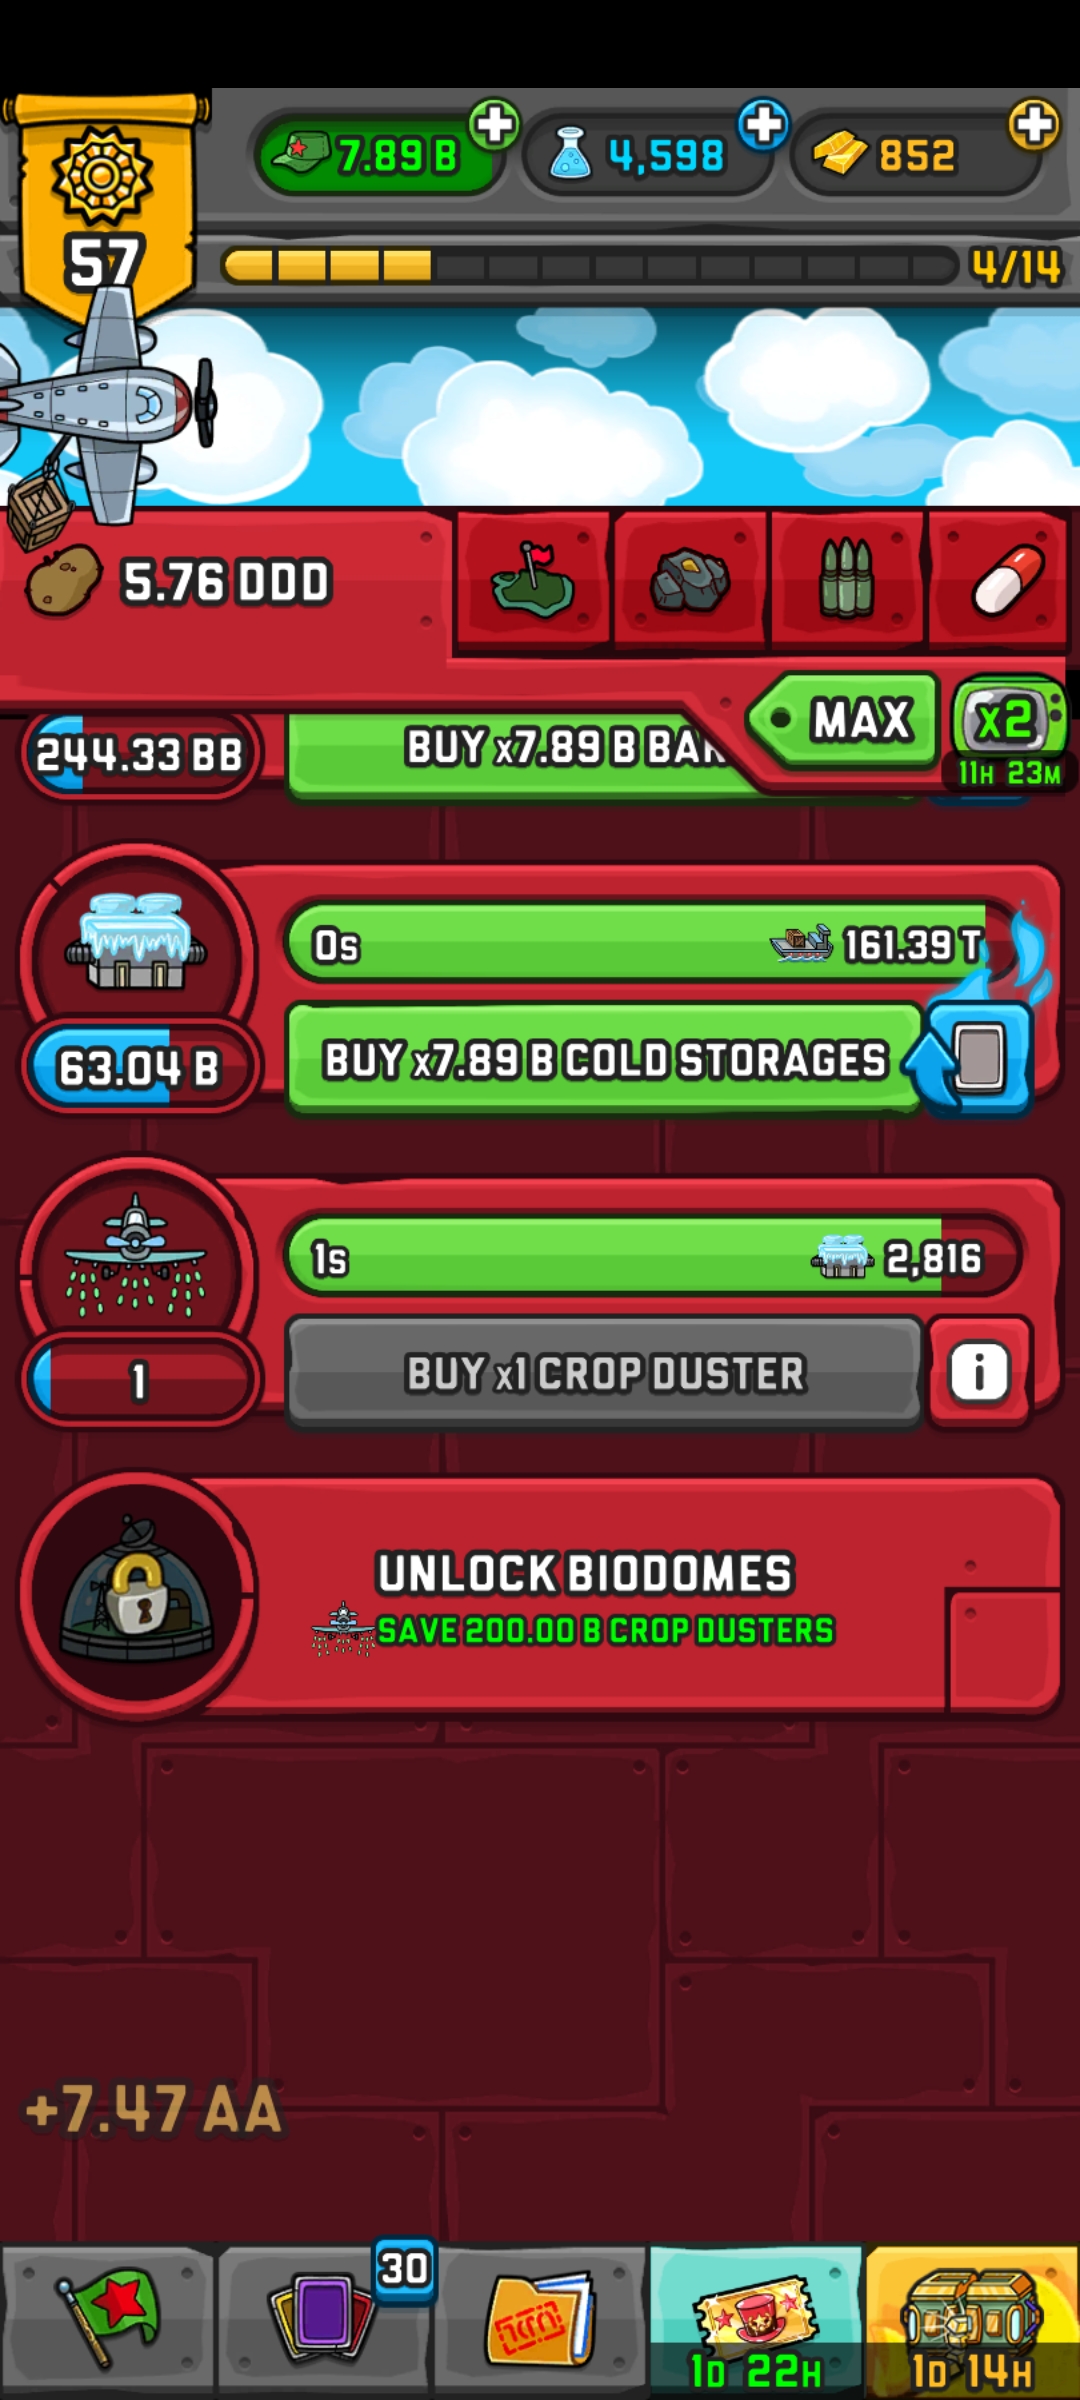 7.89 B
4,598
852
57
4/14
5.76 DDD
MAX
x2
11H 23M
244.33 BB
BUY x7.89 B
0s
161.39 T
63.04 B
BUY x7.89 B COLD STORAGES
1s
2,816
1
BUY x1 CROP DUSTER
i
UNLOCK BIODOMES
SAVE 200.00 B CROP DUSTERS
+7.47 AA
30
1D 22H
1D 14H